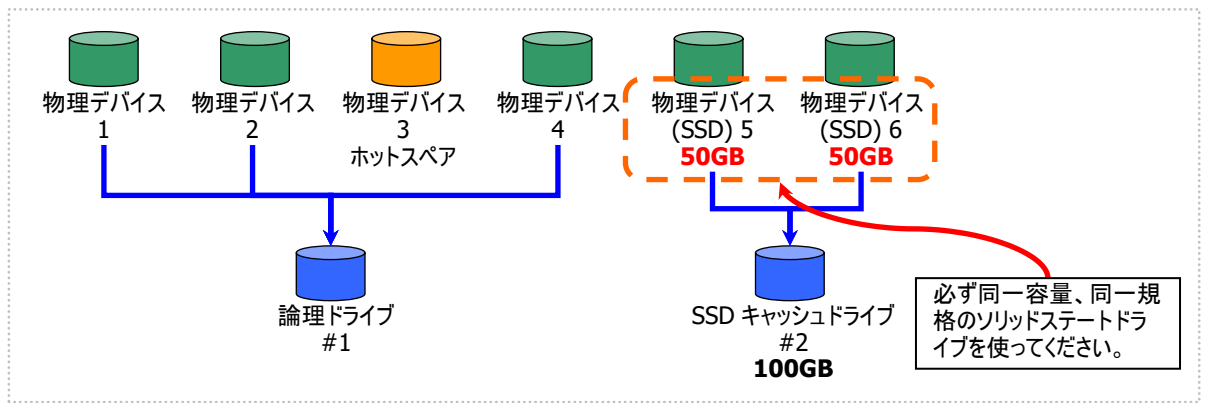 物理デバイス
1
物理デバイス
2
物理デバイス
3
ホットスペア
物理デバイス
4
物理デバイス
(SSD) 5
50GB
物理デバイス
(SSD) 6
50GB
論理ドライブ
#1
SSD キャッシュドライブ
#2
100GB
必ず同一容量、同一規
格のソリッドステートドラ
イブを使ってください。